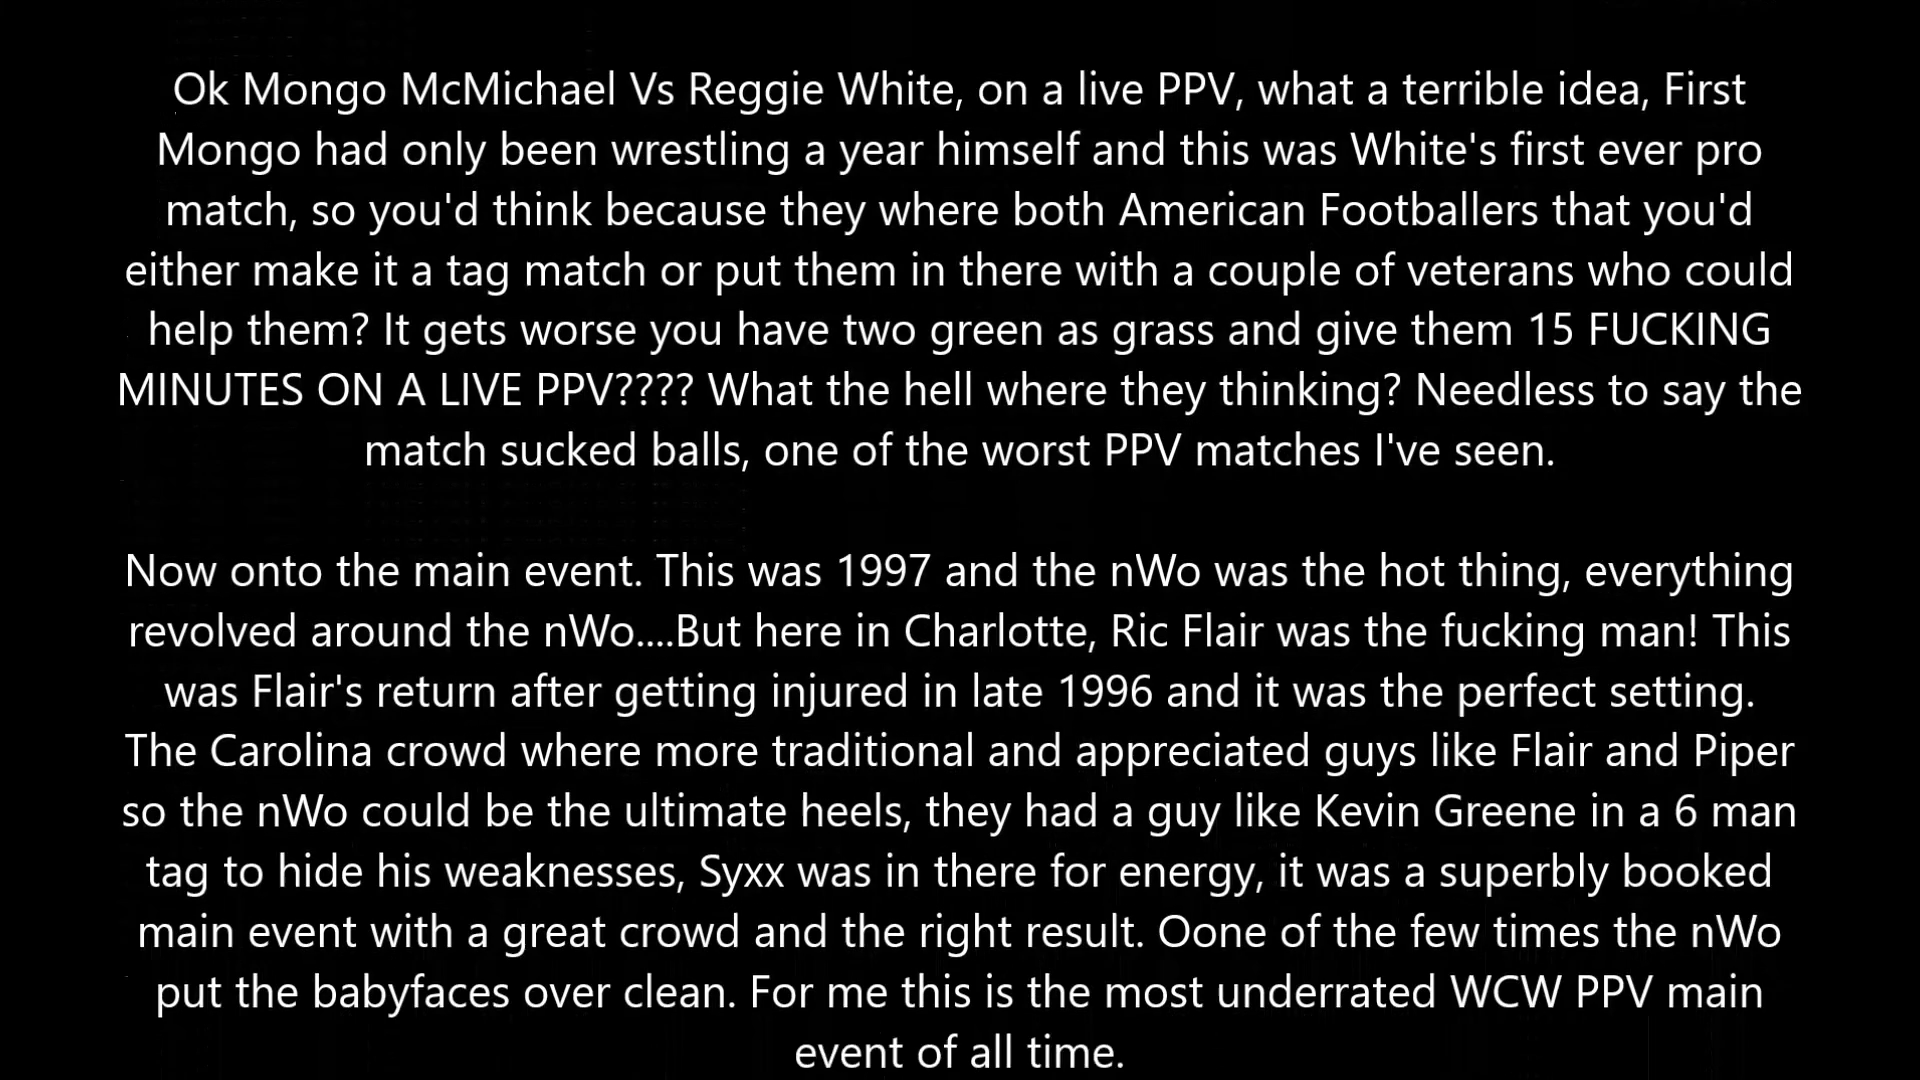 Ok Mongo McMichael Vs Reggie White, on a live PPV, what a terrible idea, First
Mongo had only been wrestling a year himself and this was White's first ever pro
match, so you'd think because they where both American Footballers that you'd
either make it a tag match or put them in there with a couple of veterans who could
help them? It gets worse you have two green as grass and give them 15 FUCKING
MINUTES ON A LIVE PPV???? What the hell where they thinking? Needless to say the
match sucked balls, one of the worst PPV matches I've seen.
Now onto the main event. This was 1997 and the nWo was the hot thing, everything
revolved around the nWo....But here in Charlotte, Ric Flair was the fucking man! This
was Flair's return after getting injured in late 1996 and it was the perfect setting.
The Carolina crowd where more traditional and appreciated guys like Flair and Piper
so the nWo could be the ultimate heels, they had a guy like Kevin Greene in a 6 man
tag to hide his weaknesses, Syxx was in there for energy, it was a superbly booked
main event with a great crowd and the right result. Oone of the few times the nWo
put the babyfaces over clean. For me this is the most underrated WCW PPV main
event of all time.